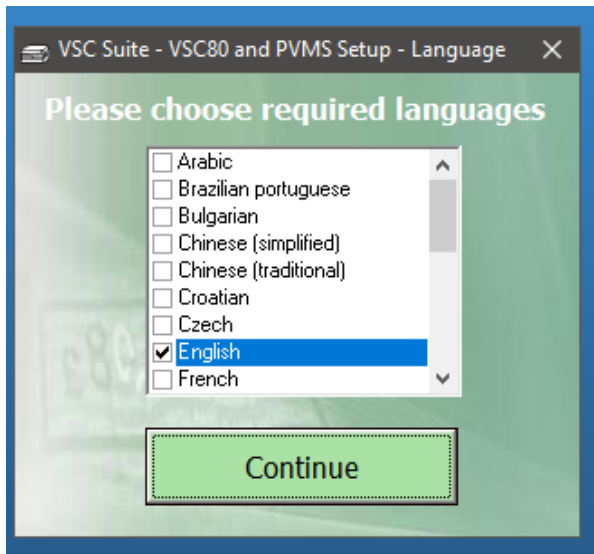 VSC Suite - VSC80 and PVMS Setup - Language
Please choose required languages
Arabic
Brazilian portuguese
Bulgarian
Chinese (simplified)
Chinese (traditional)
Croatian
Czech
English
French
Continue